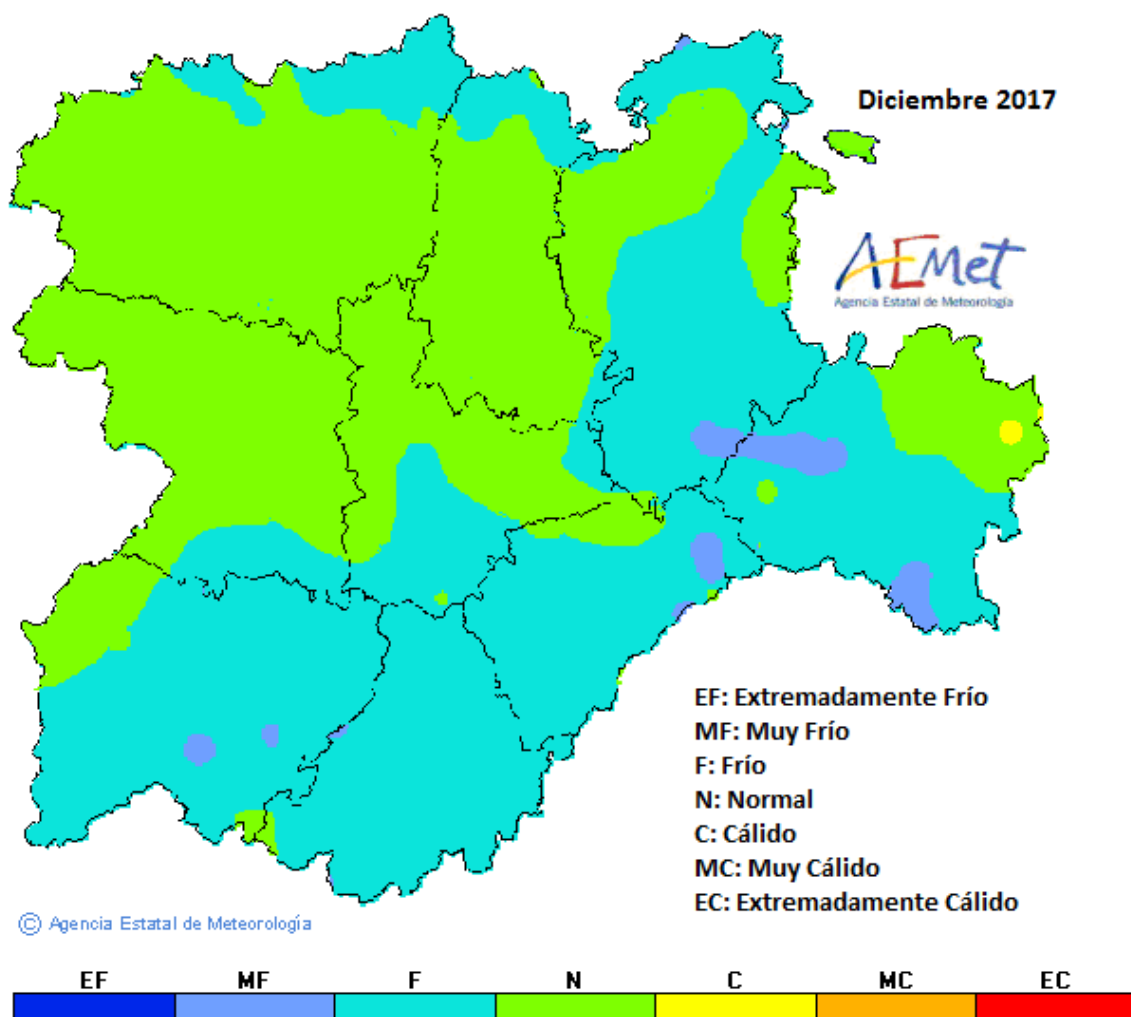 Diciembre 2017
AEMet
Agencia Estatal de Meteorología
EF: Extremadamente Frío
MF: Muy Frío
F: Frío
N: Normal
C: Cálido
MC: Muy Cálido
EC: Extremadamente Cálido
© Agencia Estatal de Meteorología
EF MF F N C MC EC